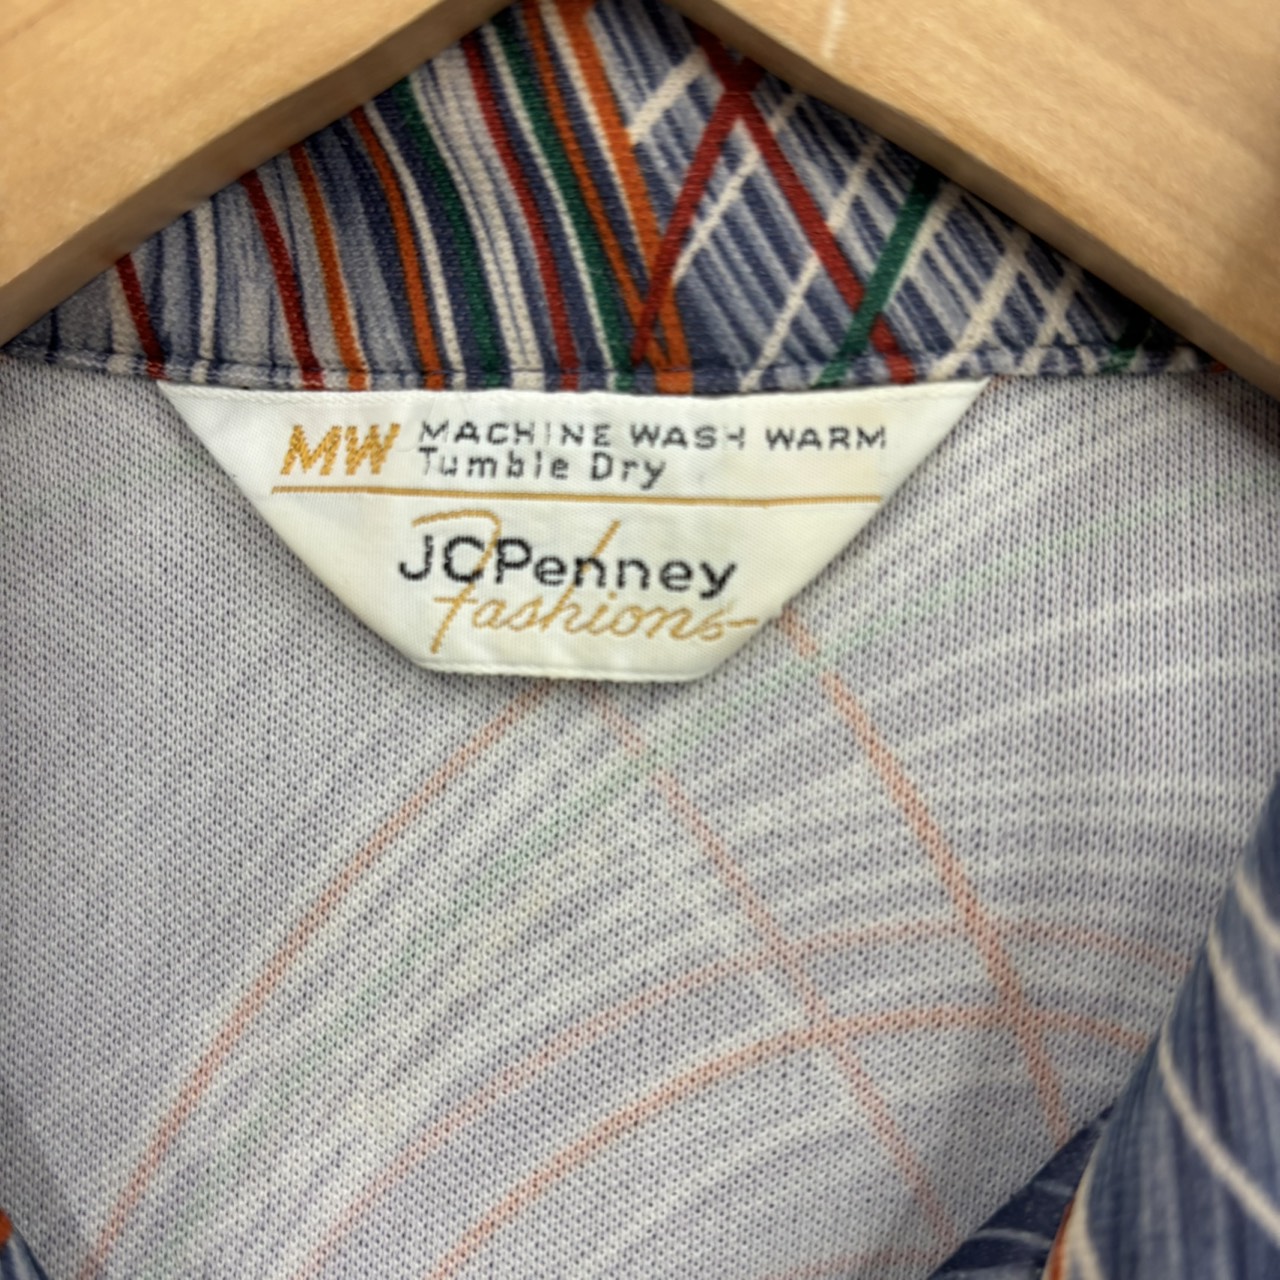 MW MACHINE WASH WARM
Tumble Dry
JCPenney
fashions